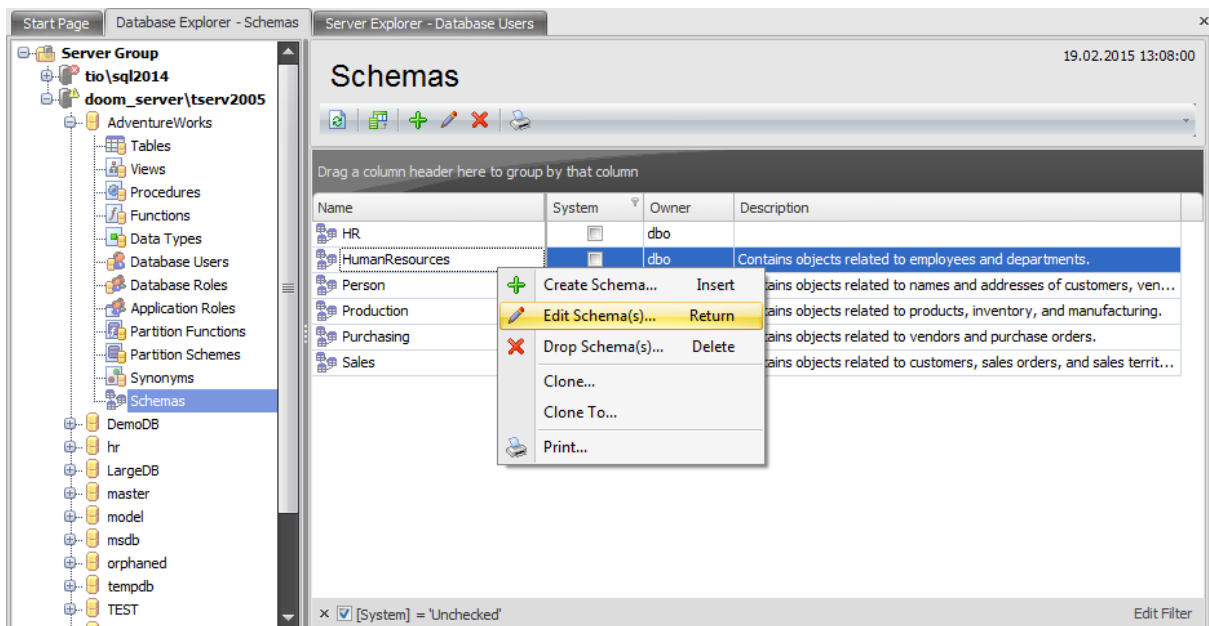 Start Page
Database Explorer - Schemas
Server Explorer - Database Users
Server Group
tio\sql2014
doom_server\tserv2005
AdventureWorks
Tables
Views
Procedures
Functions
Data Types
Database Users
Database Roles
Application Roles
Partition Functions
Partition Schemes
Synonyms
Schemas
DemoDB
hr
LargeDB
master
model
msdb
orphaned
tempdb
TEST
19.02.2015 13:08:00
Schemas
Drag a column header here to group by that column
Name System Owner Description
HR dbo
HumanResources dbo Contains objects related to employees and departments.
Person tains objects related to names and addresses of customers, ven...
Production tains objects related to products, inventory, and manufacturing.
Purchasing tains objects related to vendors and purchase orders.
Sales tains objects related to customers, sales orders, and sales territ...
Create Schema... Insert
Edit Schema(s)... Return
Drop Schema(s)... Delete
Clone...
Clone To...
Print...
[System] = 'Unchecked' Edit Filter